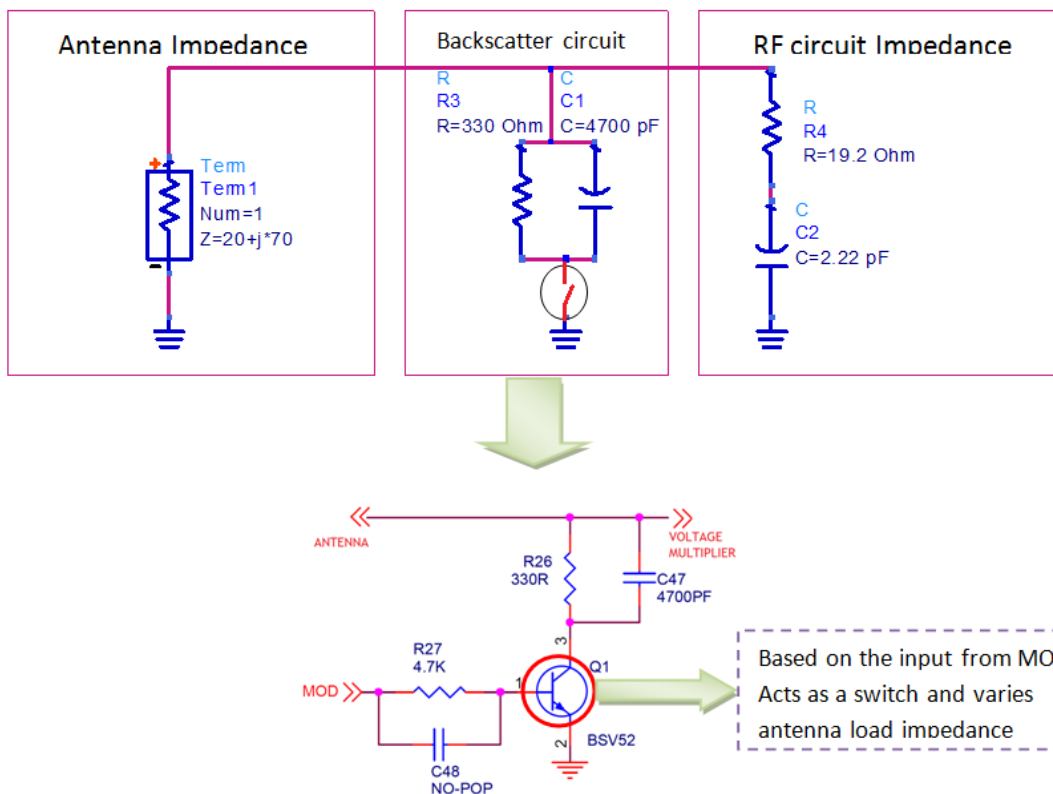 Antenna Impedance
Backscatter circuit
RF circuit Impedance
R
R3
R=330 Ohm
C
C1
C=4700 pF
R
R4
R=19.2 Ohm
+
Term
Term1
Num=1
Z=20+j*70
-
C
C2
C=2.22 pF
ANTENNA
VOLTAGE
MULTIPLIER
R26
330R
C47
4700PF
R27
4.7K
MOD
1
3
Q1
2
BSV52
C48
NO-POP
Based on the input from MO
Acts as a switch and varies
antenna load impedance